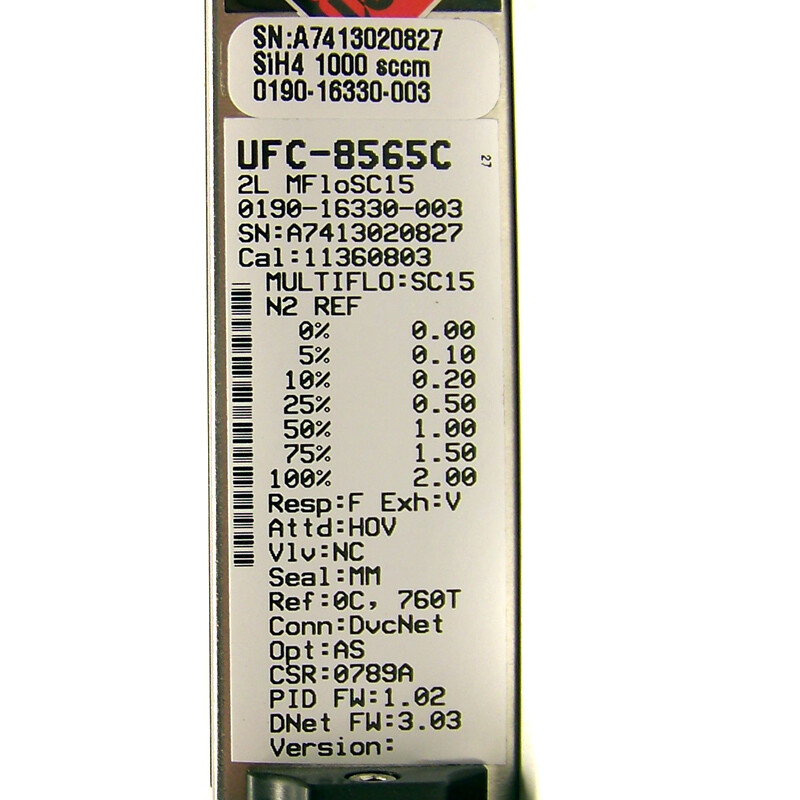 SN:A7413020827
SiH4 1000 sccm
0190-16330-003
UFC-8565C
27
2L MFloSC15
0190-16330-003
SN:A7413020827
Cal:11360803
MULTIFLO:SC15
N2 REF
0% 0.00
5% 0.10
10% 0.20
25% 0.50
50% 1.00
75% 1.50
100% 2.00
Resp:F Exh:V
Attd:HOV
Vlv:NC
Seal:MM
Ref:0C, 760T
Conn:DvcNet
Opt:AS
CSR:0789A
PID FW:1.02
DNet FW:3.03
Version: